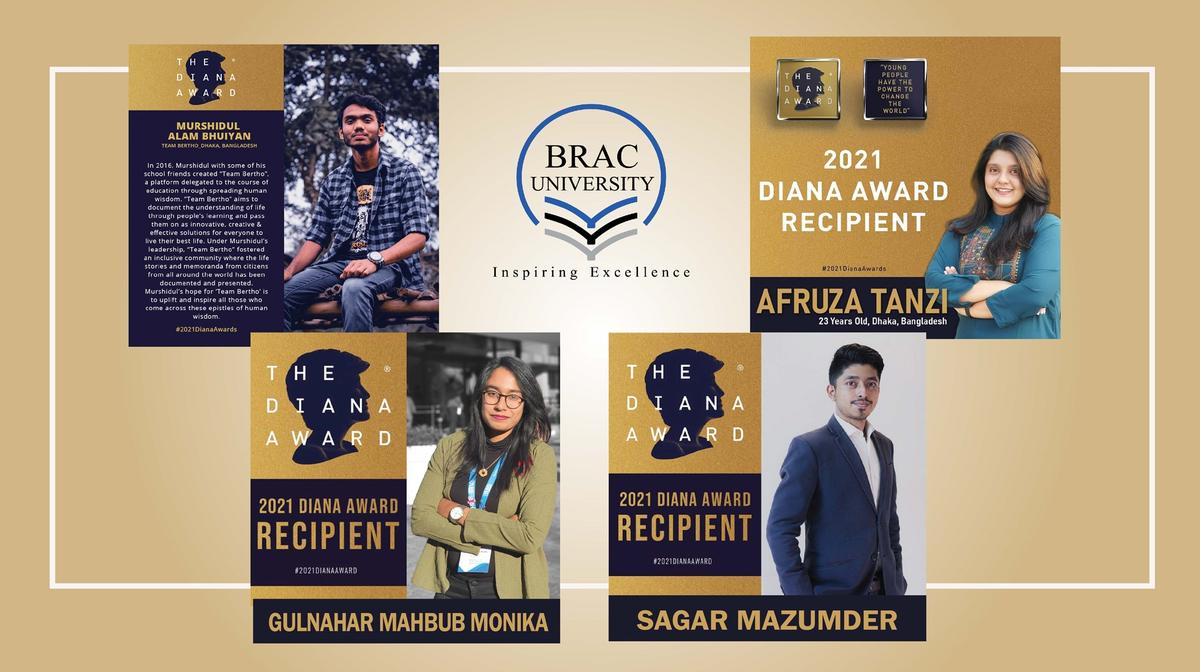 THE
DIANA
AWARD
MURSHIDUL
ALAM BHUIYAN
TEAM BERTHO_DHAKA, BANGLADESH
In 2016. Murshidul with some of his
school friends created "Team Bertho",
a platform delegated to the course of
education through spreading human
wisdom. "Team Bertho" aims to
document the understanding of life
through people's learning and pass
them on as innovative, creative &
effective solutions for everyone to
live their best life. Under Murshidul's
leadership, "Team Bertho" fostered
an inclusive community where the life
stories and memoranda from citizens
from all around the world has been
documented and presented.
Murshidul's hope for 'Team Bertho' is
to uplift and inspire all those who
come across these epistles of human
wisdom.
#2021DianaAwards
BRAC
UNIVERSITY
Inspiring Excellence
THE
DIANA
AWARD
"YOUNG
PEOPLE
HAVE THE
POWER TO
CHANGE
THE
WORLD"
2021
DIANA AWARD
RECIPIENT
#2021DianaAwards
AFRUZA TANZI
23 Years Old, Dhaka, Bangladesh
THE ®
DIANA
AWARD
2021 DIANA AWARD
RECIPIENT
#2021DIANAAWARD
GULNAHAR MAHBUB MONIKA
THE ®
DIANA
AWARD
2021 DIANA AWARD
RECIPIENT
#2021DIANAAWARD
SAGAR MAZUMDER